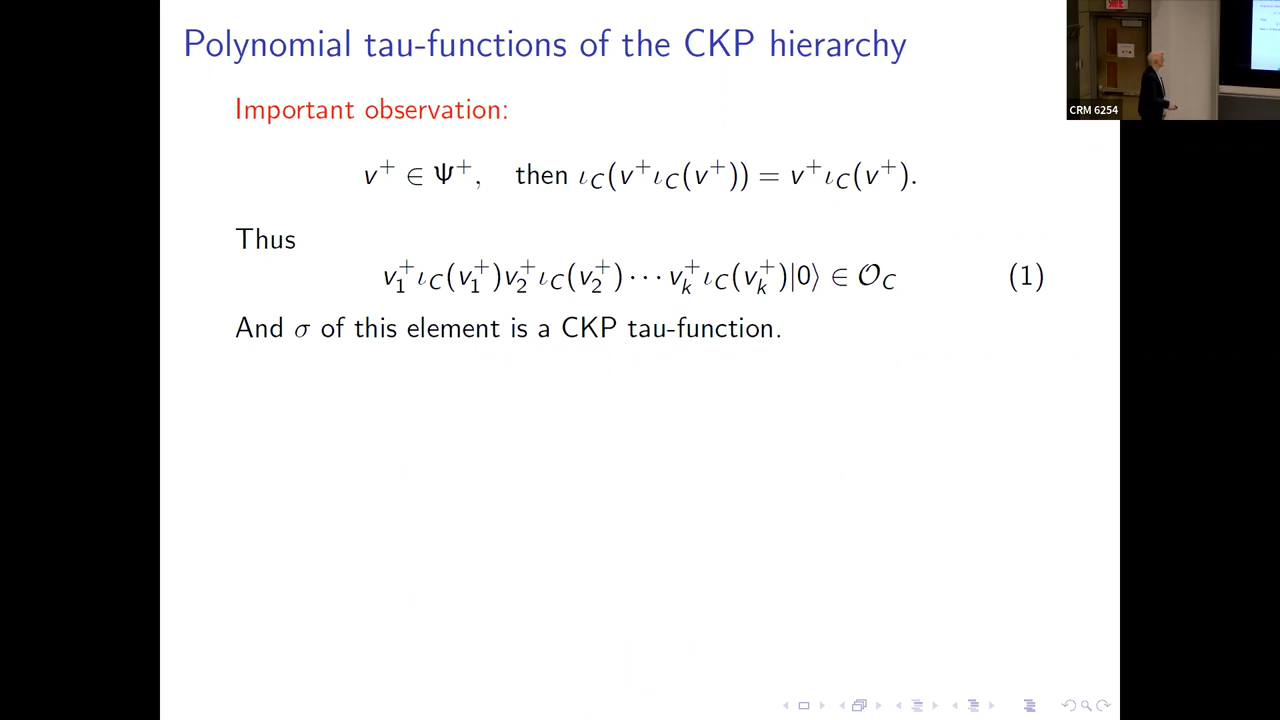 Polynomial tau-functions of the CKP hierarchy
Important observation:
v⁺ ∈ Ψ⁺, then ι_C(v⁺ι_C(v⁺)) = v⁺ι_C(v⁺).
Thus
v₁⁺ι_C(v₁⁺)v₂⁺ι_C(v₂⁺) ··· v_k⁺ι_C(v_k⁺)|0⟩ ∈ 𝒪_C (1)
And σ of this element is a CKP tau-function.
CRM 6254